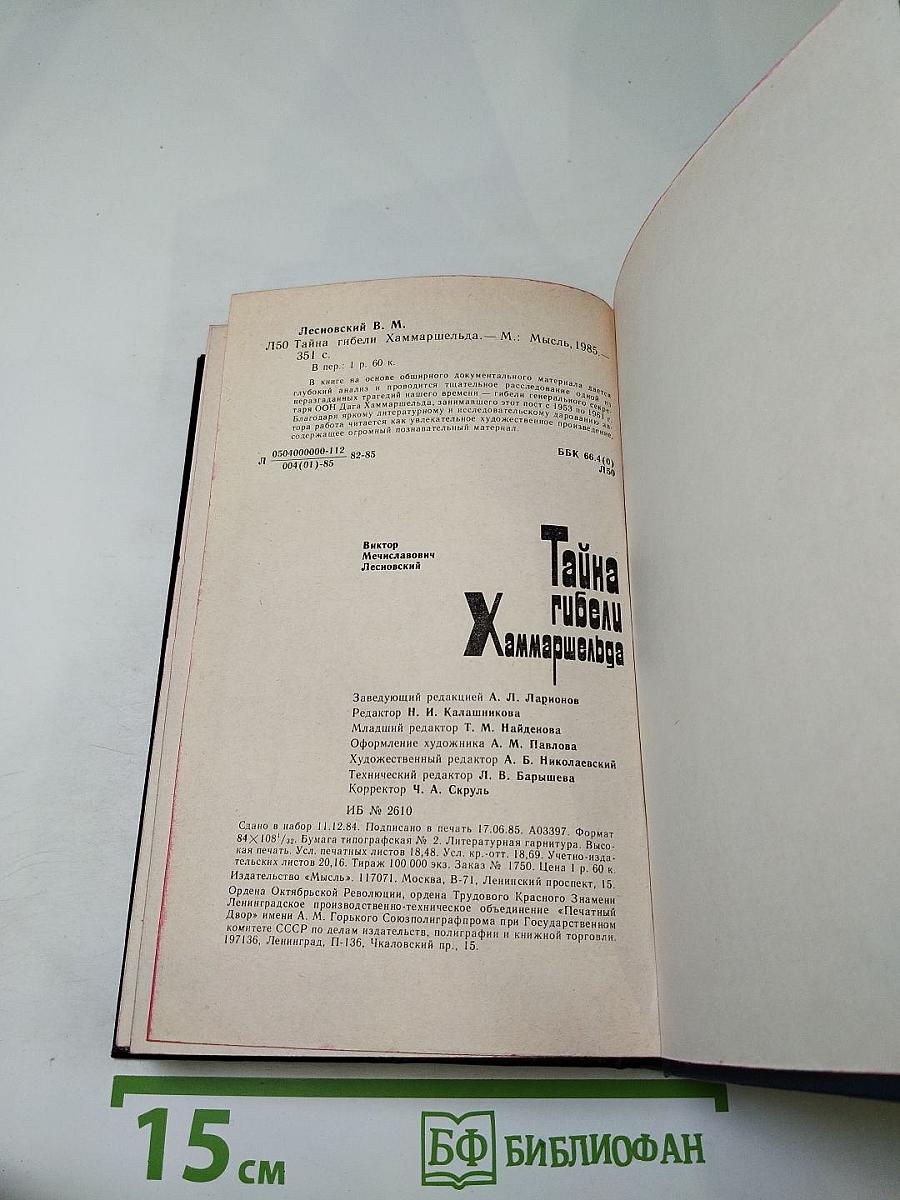 Лесновский В. М.
Л50 Тайна гибели Хаммаршельда.— М.: Мысль, 1985.—
351 с.
В пер.: 1 р. 60 к.
В книге на основе обширного документального материала дается
глубокий анализ и проводится тщательное расследование одной из
неразгаданных трагедий нашего времени — гибели генерального секре-
таря ООН Дага Хаммаршельда, занимавшего этот пост с 1953 по 1961 г.
Благодаря яркому литературному и исследовательскому дарованию ав-
тора работа читается как увлекательное художественное произведение,
содержащее огромный познавательный материал.
Л 0504000000-112
004(01)-85
82-85
ББК 66.4(0)
Л50
Виктор
Мечиславович
Лесновский
Тайна
гибели
Хаммаршельда
Заведующий редакцией А. Л. Ларионов
Редактор Н. И. Калашникова
Младший редактор Т. М. Найденова
Оформление художника А. М. Павлова
Художественный редактор А. Б. Николаевский
Технический редактор Л. В. Барышева
Корректор Ч. А. Скруль
ИБ № 2610
Сдано в набор 11.12.84. Подписано в печать 17.06.85. А03397. Формат
84×108¹/₃₂. Бумага типографская № 2. Литературная гарнитура. Высо-
кая печать. Усл. печатных листов 18,48. Усл. кр.-отт. 18,69. Учетно-изда-
тельских листов 20,16. Тираж 100 000 экз. Заказ № 1750. Цена 1 р. 60 к.
Издательство «Мысль». 117071. Москва, В-71, Ленинский проспект, 15.
Ордена Октябрьской Революции, ордена Трудового Красного Знамени
Ленинградское производственно-техническое объединение «Печатный
Двор» имени А. М. Горького Союзполиграфпрома при Государственном
комитете СССР по делам издательств, полиграфии и книжной торговли.
197136, Ленинград, П-136, Чкаловский пр., 15.
15 см
БФ БИБЛИОФАН